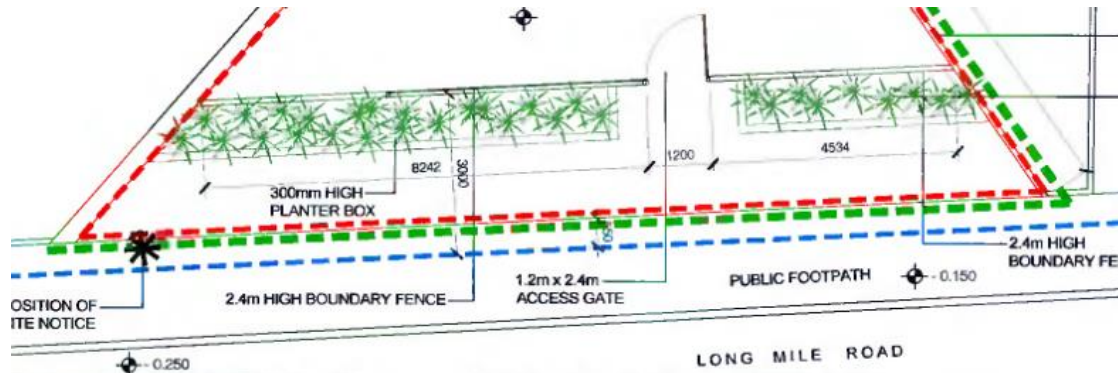 8242
3000
1200
4534
300mm HIGH
PLANTER BOX
2.4m HIGH
BOUNDARY FE
OSITION OF
ITE NOTICE
2.4m HIGH BOUNDARY FENCE
1.2m x 2.4m
ACCESS GATE
PUBLIC FOOTPATH
- 0.150
- 0.250
LONG MILE ROAD